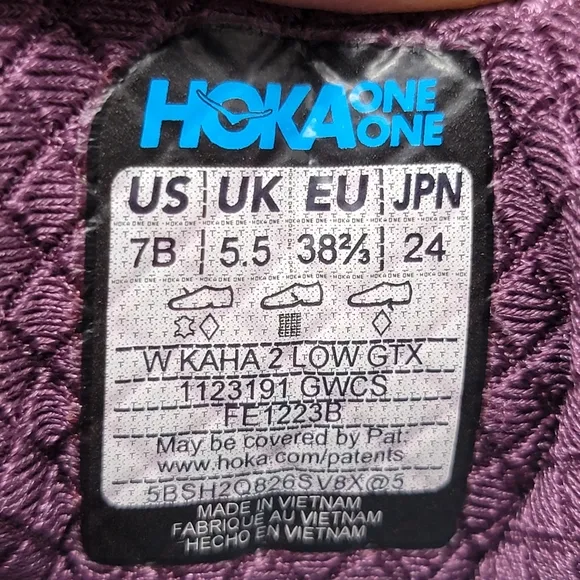 HOKA ONE ONE
US UK EU JPN
7B 5.5 38⅔ 24
W KAHA 2 LOW GTX
1123191 GWCS
FE1223B
May be covered by Pat.
www.hoka.com/patents
5BSH2Q826SV8X@5
MADE IN VIETNAM
FABRIQUÉ AU VIETNAM
HECHO EN VIETNAM